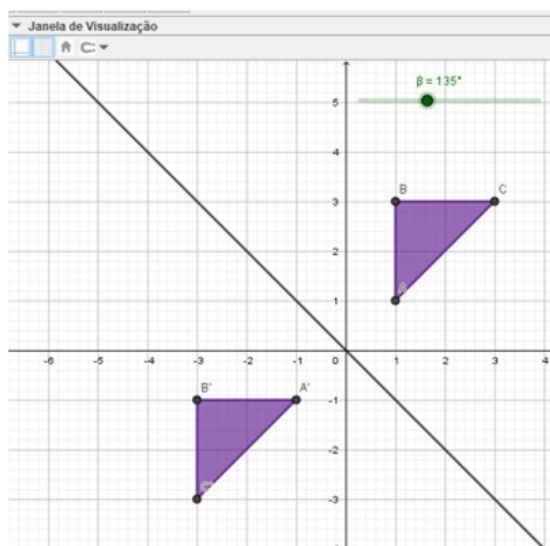 Janela de Visualização
β = 135°
5
4
B
3
C
2
A
1
-6 -5 -4 -3 -2 -1 0 1 2 3 4
B'
A'
-1
-2
C'
-3